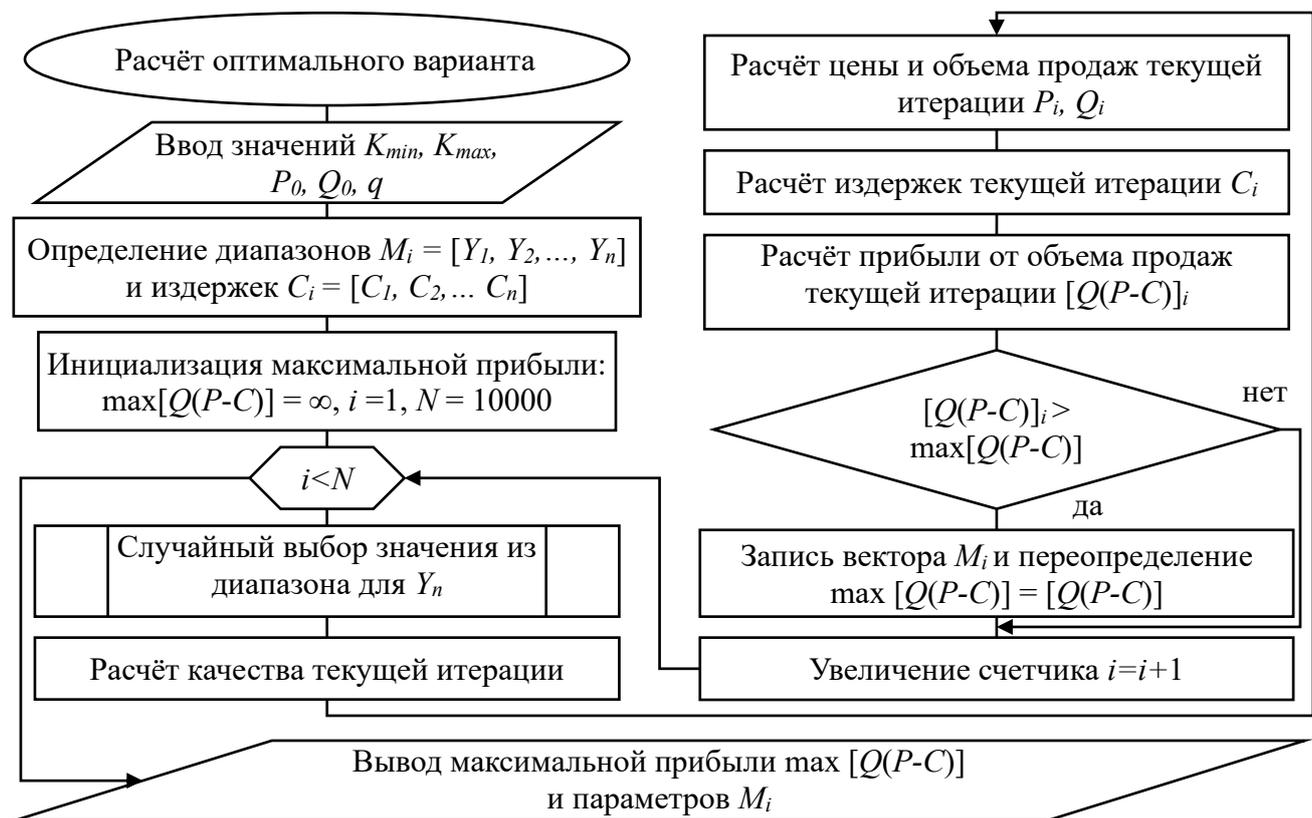 Расчёт оптимального варианта
Ввод значений Kmin, Kmax,
P0, Q0, q
Определение диапазонов Mi = [Y1, Y2,…, Yn]
и издержек Ci = [C1, C2,… Cn]
Инициализация максимальной прибыли:
max[Q(P-C)] = ∞, i =1, N = 10000
i<N
Случайный выбор значения из
диапазона для Yn
Расчёт качества текущей итерации
Расчёт цены и объема продаж текущей
итерации Pi, Qi
Расчёт издержек текущей итерации Ci
Расчёт прибыли от объема продаж
текущей итерации [Q(P-C)]i
[Q(P-C)]i >
max[Q(P-C)]
нет
да
Запись вектора Mi и переопределение
max [Q(P-C)] = [Q(P-C)]
Увеличение счетчика i=i+1
Вывод максимальной прибыли max [Q(P-C)]
и параметров Mi